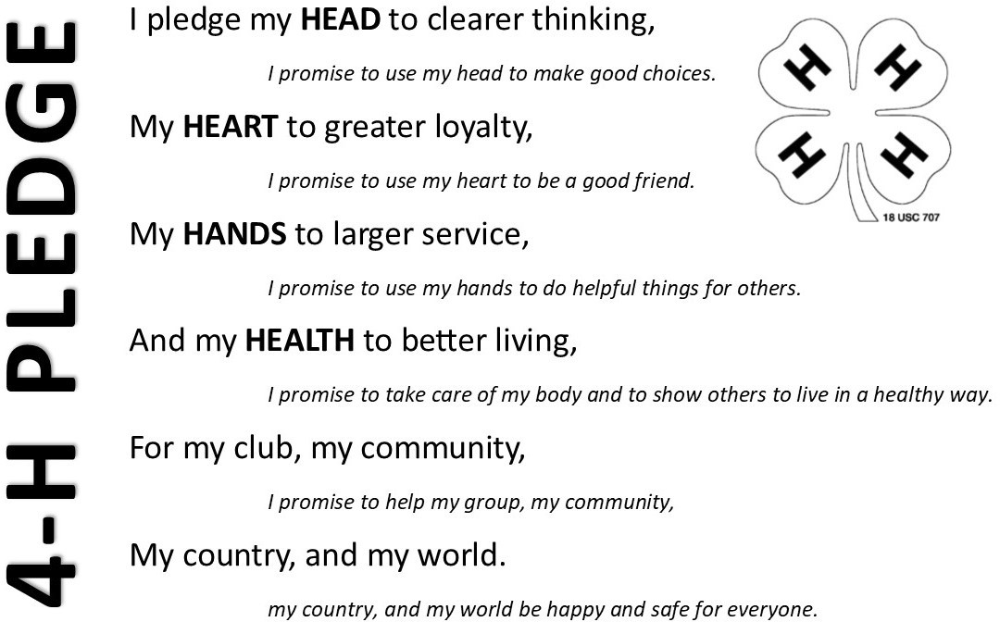 4-H PLEDGE
I pledge my HEAD to clearer thinking,
I promise to use my head to make good choices.
My HEART to greater loyalty,
I promise to use my heart to be a good friend.
My HANDS to larger service,
I promise to use my hands to do helpful things for others.
And my HEALTH to better living,
I promise to take care of my body and to show others to live in a healthy way.
For my club, my community,
I promise to help my group, my community,
My country, and my world.
my country, and my world be happy and safe for everyone.
H H
H H
18 USC 707